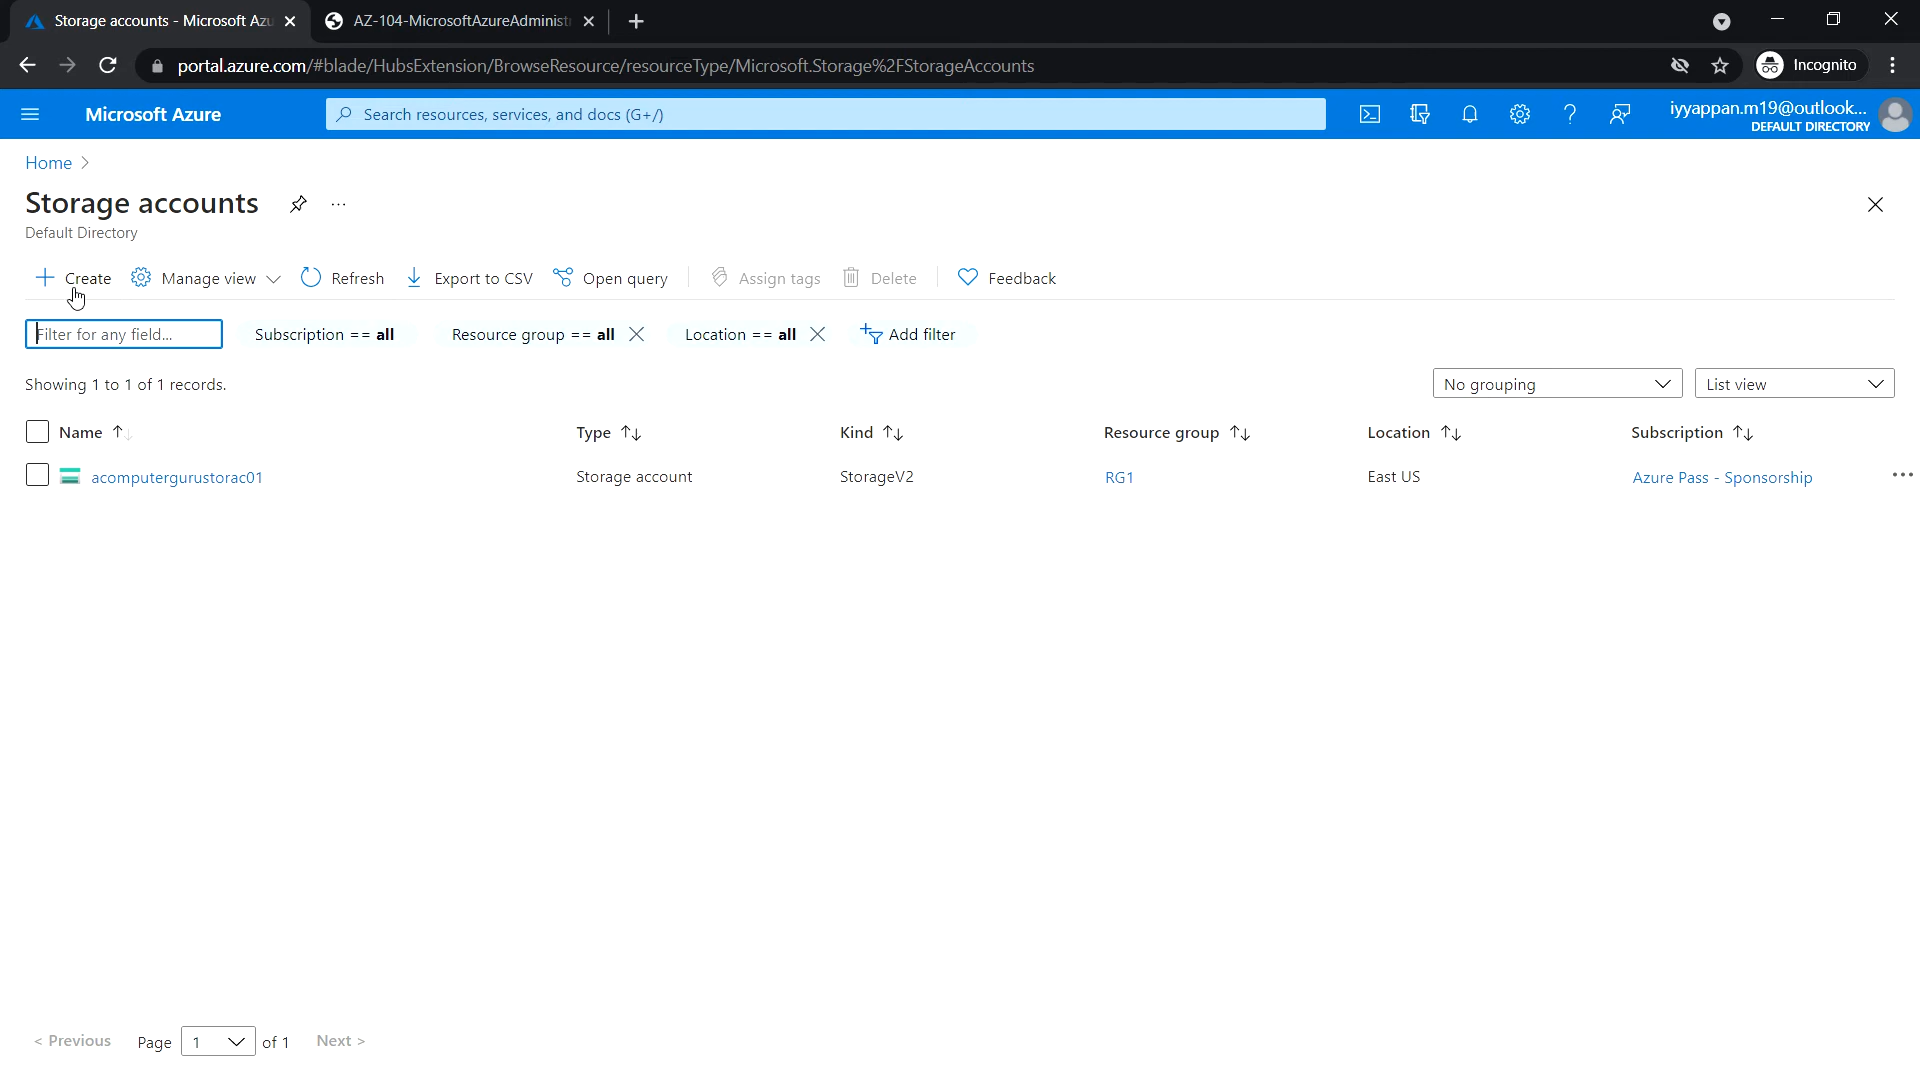 Storage accounts - Microsoft Azu
AZ-104-MicrosoftAzureAdminist
portal.azure.com/#blade/HubsExtension/BrowseResource/resourceType/Microsoft.Storage%2FStorageAccounts
Incognito
Microsoft Azure
Search resources, services, and docs (G+/)
iyyappan.m19@outlook...
DEFAULT DIRECTORY
Home
Storage accounts
Default Directory
Create Manage view Refresh Export to CSV Open query Assign tags Delete Feedback
Filter for any field... Subscription == all Resource group == all Location == all Add filter
Showing 1 to 1 of 1 records.
No grouping List view
Name Type Kind Resource group Location Subscription
acomputergurustorac01 Storage account StorageV2 RG1 East US Azure Pass - Sponsorship
< Previous Page 1 of 1 Next >